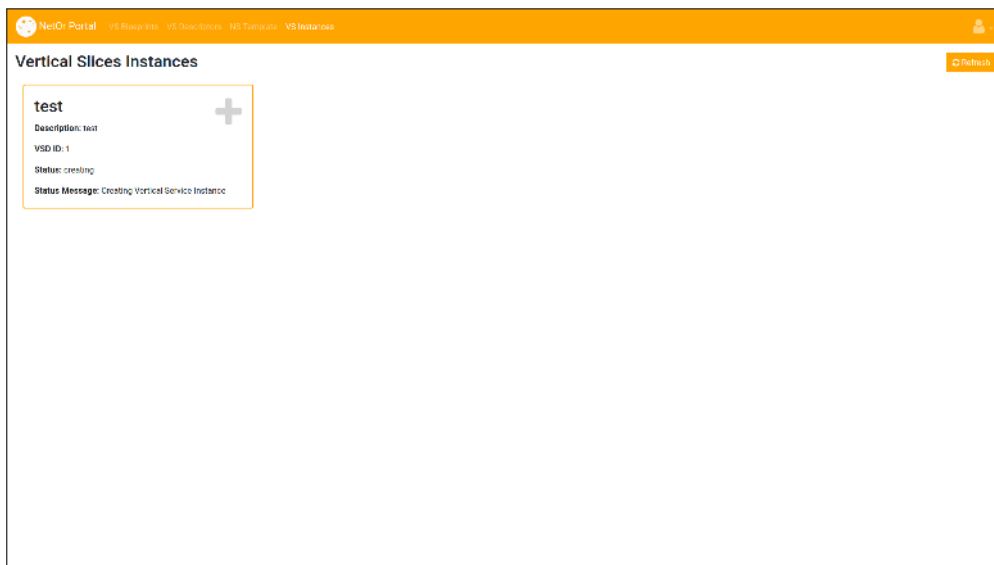 NetOr Portal VS Blueprints VS Descriptors NS Template VS Instances
Vertical Slices Instances
Refresh
test
Description: test
VSD ID: 1
Status: creating
Status Message: Creating Vertical Service Instance